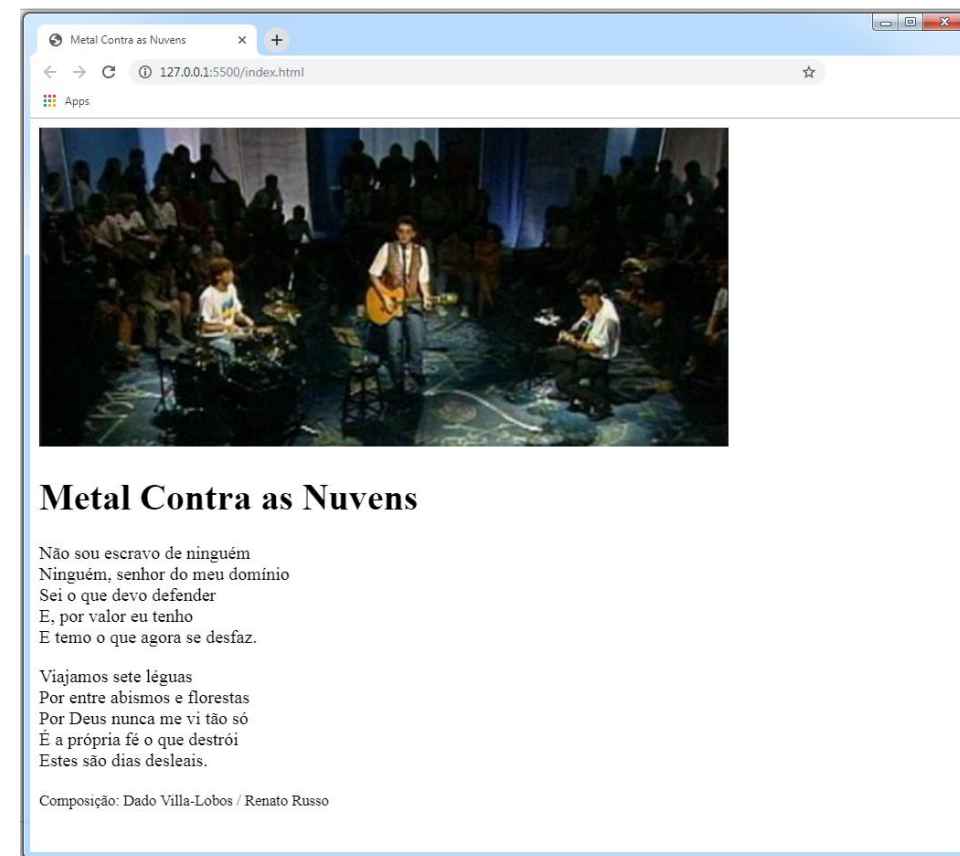 Metal Contra as Nuvens
127.0.0.1:5500/index.html
Apps
Metal Contra as Nuvens
Não sou escravo de ninguém
Ninguém, senhor do meu domínio
Sei o que devo defender
E, por valor eu tenho
E temo o que agora se desfaz.
Viajamos sete léguas
Por entre abismos e florestas
Por Deus nunca me vi tão só
É a própria fé o que destrói
Estes são dias desleais.
Composição: Dado Villa-Lobos / Renato Russo